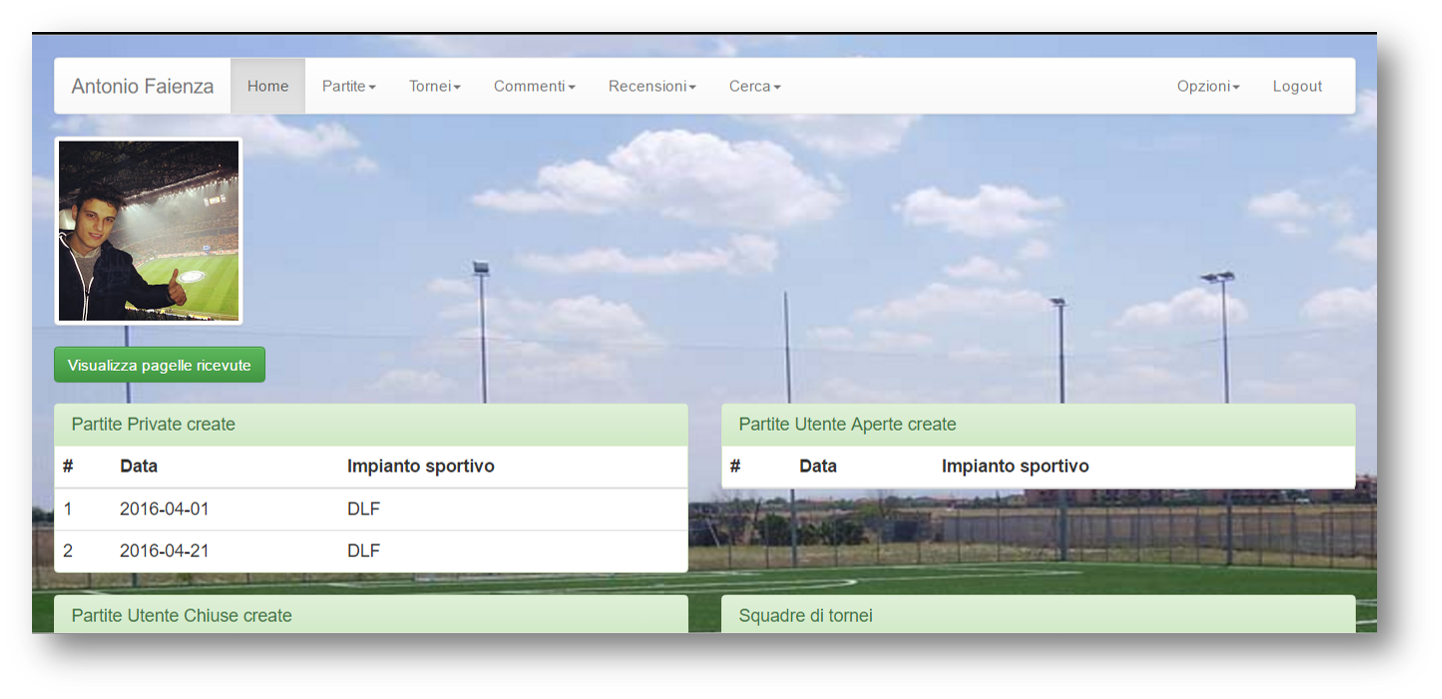 Antonio Faienza Home Partite Tornei Commenti Recensioni Cerca Opzioni Logout
Visualizza pagelle ricevute
Partite Private create
# Data Impianto sportivo
1 2016-04-01 DLF
2 2016-04-21 DLF
Partite Utente Aperte create
# Data Impianto sportivo
Partite Utente Chiuse create
Squadre di tornei